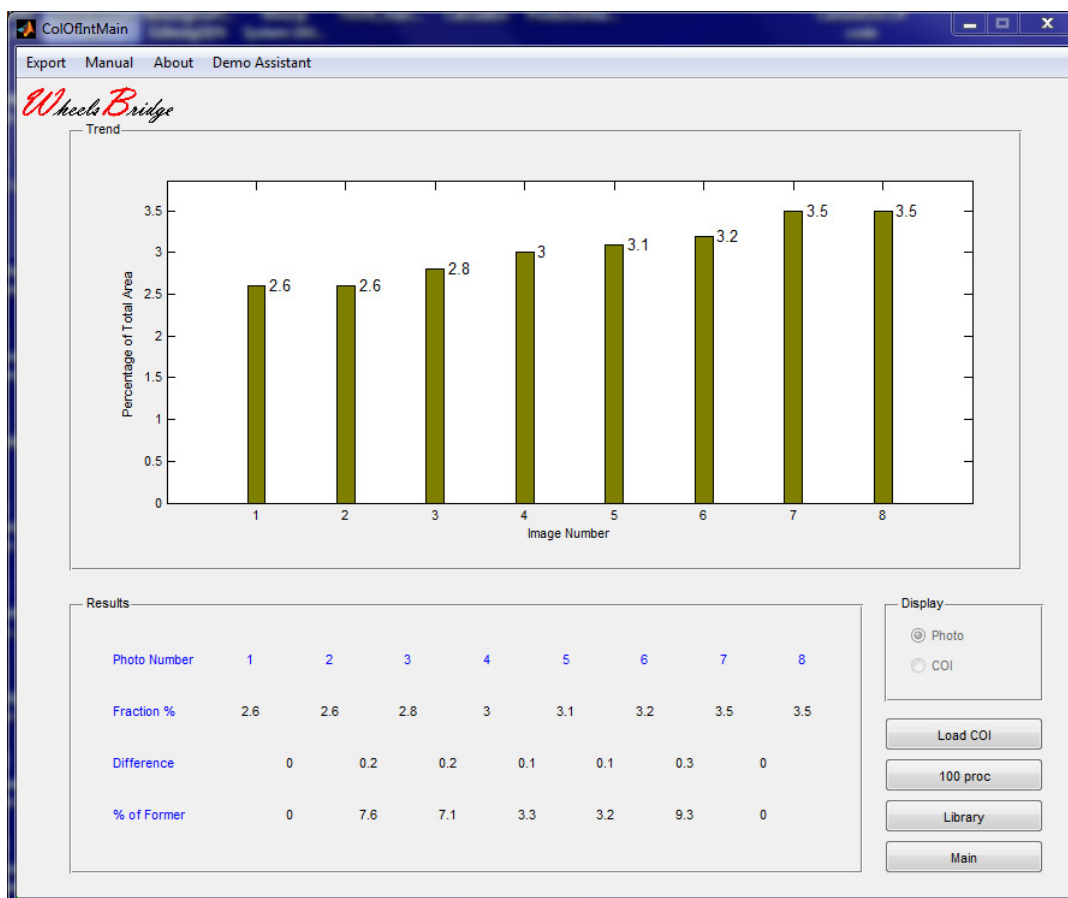 ColOfIntMain
Export Manual About Demo Assistant
Wheels Bridge
Trend
3.5
3
2.5
2
1.5
1
0.5
0
Percentage of Total Area
2.6 2.6 2.8 3 3.1 3.2 3.5 3.5
1 2 3 4 5 6 7 8
Image Number
Results
Photo Number 1 2 3 4 5 6 7 8
Fraction % 2.6 2.6 2.8 3 3.1 3.2 3.5 3.5
Difference 0 0.2 0.2 0.1 0.1 0.3 0
% of Former 0 7.6 7.1 3.3 3.2 9.3 0
Display
Photo
COI
Load COI
100 proc
Library
Main